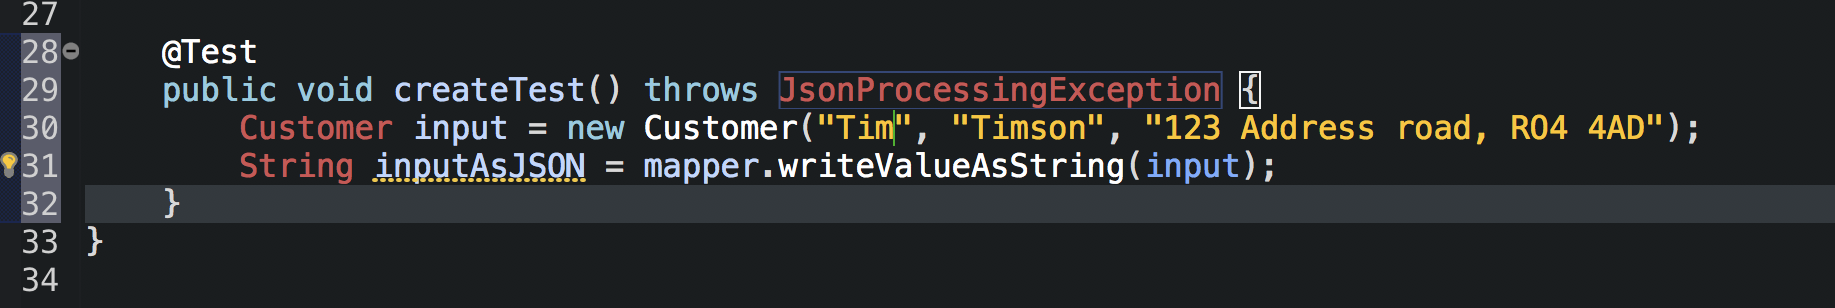 27
28 @Test
29 public void createTest() throws JsonProcessingException {
30 Customer input = new Customer("Tim", "Timson", "123 Address road, RO4 4AD");
31 String inputAsJSON = mapper.writeValueAsString(input);
32 }
33 }
34